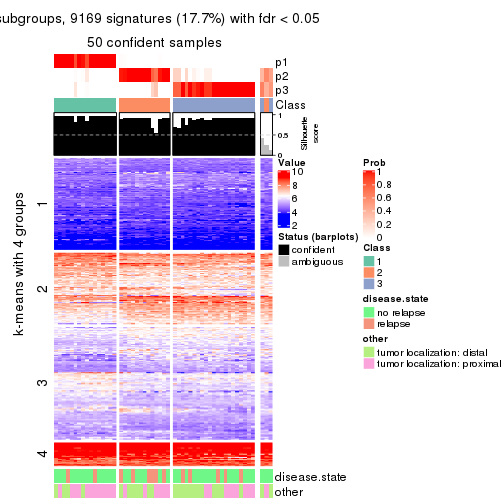 subgroups, 9169 signatures (17.7%) with fdr < 0.05
50 confident samples
p1
p2
p3
Class
1
0.5
0
Silhouette
score
k-means with 4 groups
1
2
3
4
disease.state
other
Value
10
8
6
4
2
Status (barplots)
confident
ambiguous
Prob
1
0.8
0.6
0.4
0.2
0
Class
1
2
3
disease.state
no relapse
relapse
other
tumor localization: distal
tumor localization: proximal